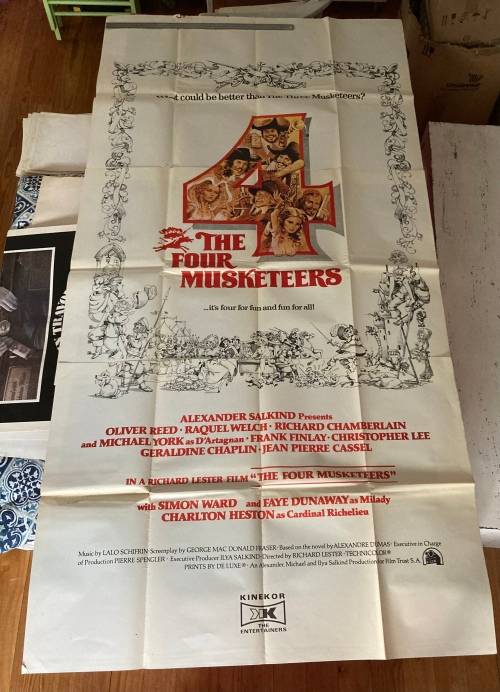 What could be better than The Three Musketeers?
4
THE
FOUR
MUSKETEERS
...it's four for fun and fun for all!
ALEXANDER SALKIND Presents
OLIVER REED · RAQUEL WELCH · RICHARD CHAMBERLAIN
and MICHAEL YORK as D'Artagnan · FRANK FINLAY · CHRISTOPHER LEE
GERALDINE CHAPLIN · JEAN PIERRE CASSEL
IN A RICHARD LESTER FILM "THE FOUR MUSKETEERS"
with SIMON WARD and FAYE DUNAWAY as Milady
CHARLTON HESTON as Cardinal Richelieu
Music by LALO SCHIFRIN · Screenplay by GEORGE MAC DONALD FRASER · Based on the novel by ALEXANDRE DUMAS · Executive in Charge
of Production PIERRE SPENGLER · Executive Producer ILYA SALKIND · Directed by RICHARD LESTER · TECHNICOLOR®
PRINTS BY DE LUXE® · An Alexander, Michael and Ilya Salkind Production for Film Trust S.A.
KINEKOR
K
THE
ENTERTAINERS